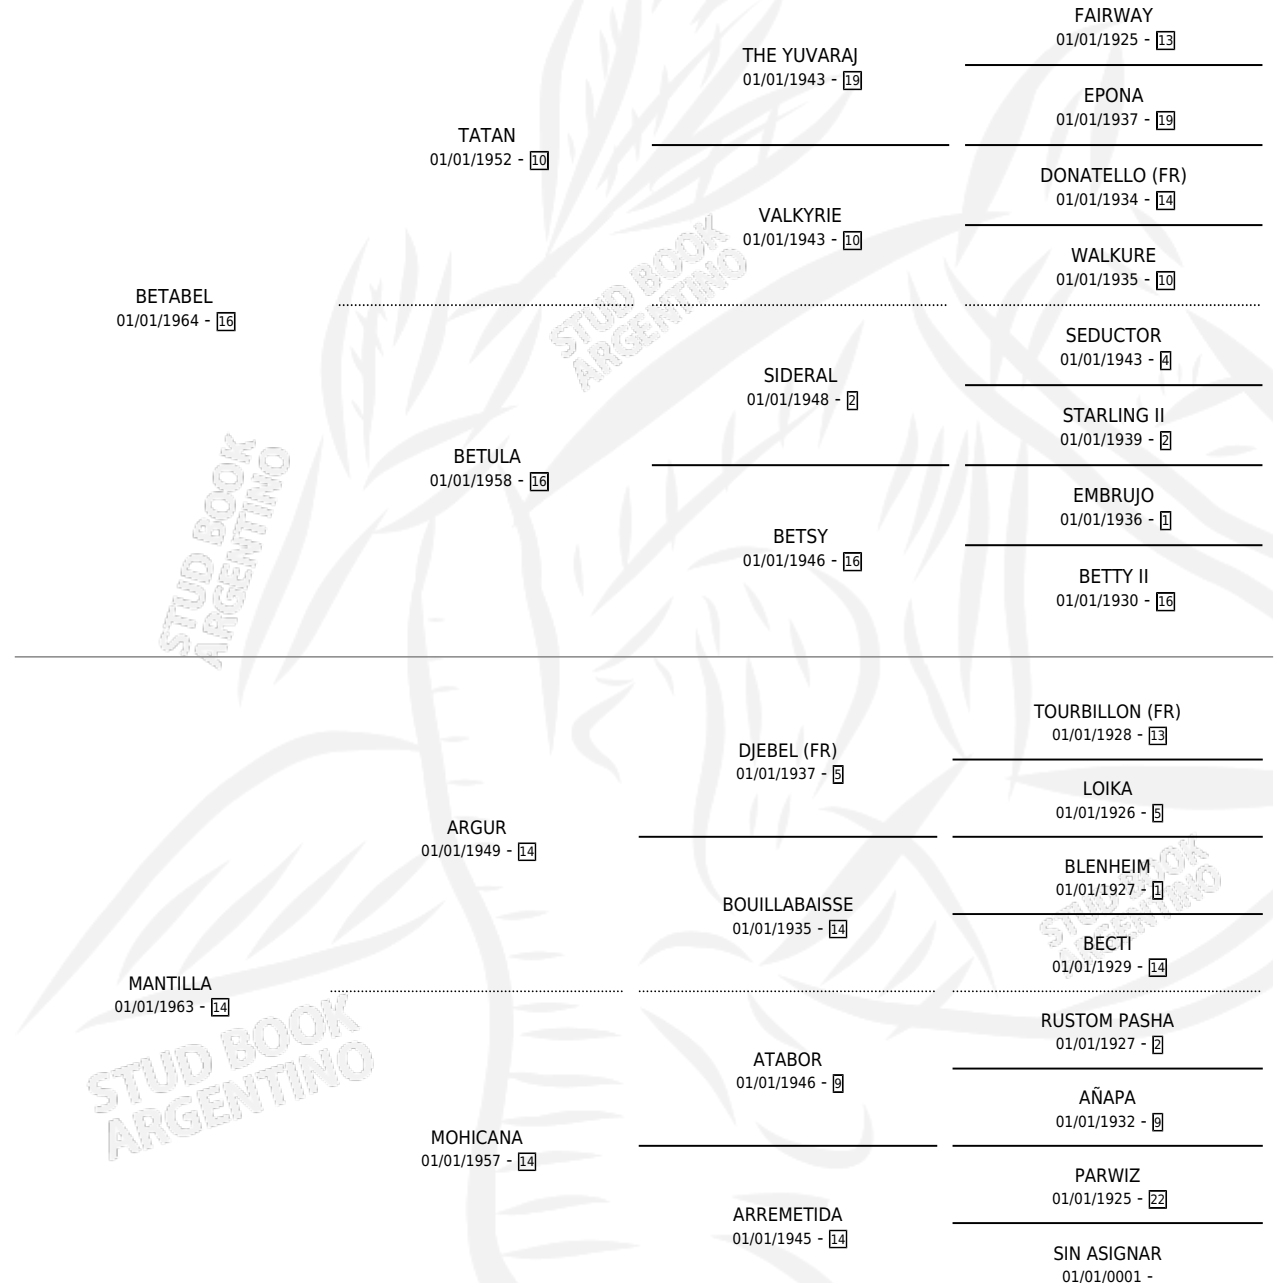 FAIRWAY
01/01/1925 - 13
THE YUVARAJ
01/01/1943 - 19
EPONA
01/01/1937 - 19
TATAN
01/01/1952 - 10
DONATELLO (FR)
01/01/1934 - 14
VALKYRIE
01/01/1943 - 10
WALKURE
01/01/1935 - 10
BETABEL
01/01/1964 - 16
STUD BOOK
ARGENTINO
SEDUCTOR
01/01/1943 - 4
SIDERAL
01/01/1948 - 2
STARLING II
01/01/1939 - 2
BETULA
01/01/1958 - 16
EMBRUJO
01/01/1936 - 1
BETSY
01/01/1946 - 16
BETTY II
01/01/1930 - 16
STUD BOOK
ARGENTINO
TOURBILLON (FR)
01/01/1928 - 13
DJEBEL (FR)
01/01/1937 - 5
LOIKA
01/01/1926 - 5
ARGUR
01/01/1949 - 14
BLENHEIM
01/01/1927 - 1
BOUILLABAISSE
01/01/1935 - 14
STUD BOOK
ARGENTINO
BECTI
01/01/1929 - 14
MANTILLA
01/01/1963 - 14
RUSTOM PASHA
01/01/1927 - 2
ATABOR
01/01/1946 - 9
STUD BOOK
ARGENTINO
AÑAPA
01/01/1932 - 9
MOHICANA
01/01/1957 - 14
PARWIZ
01/01/1925 - 22
ARREMETIDA
01/01/1945 - 14
SIN ASIGNAR
01/01/0001 -